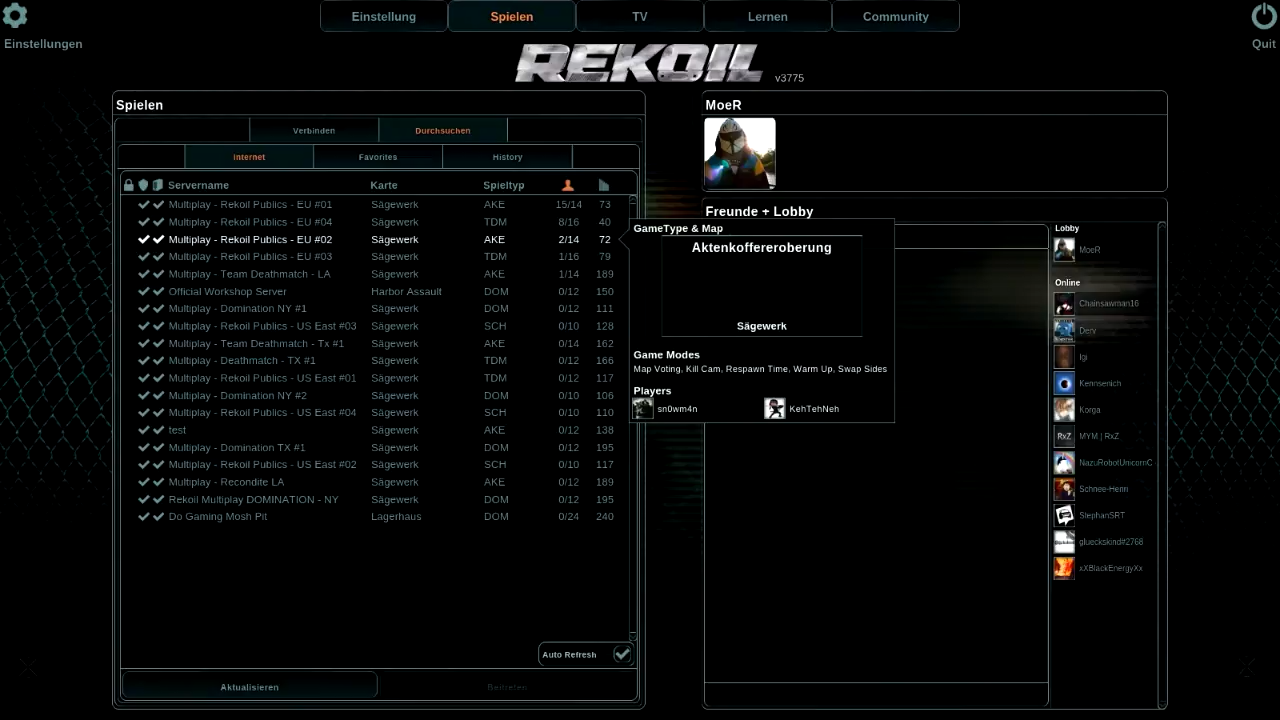 Einstellung Spielen TV Lernen Community
Einstellungen Quit
REKOIL v3775
Spielen
Verbinden Durchsuchen
Internet Favorites History
Servername Karte Spieltyp
Multiplay - Rekoil Publics - EU #01 Sägewerk AKE 15/14 73
Multiplay - Rekoil Publics - EU #04 Sägewerk TDM 8/16 40
Multiplay - Rekoil Publics - EU #02 Sägewerk AKE 2/14 72
Multiplay - Rekoil Publics - EU #03 Sägewerk TDM 1/16 79
Multiplay - Team Deathmatch - LA Sägewerk AKE 1/14 189
Official Workshop Server Harbor Assault DOM 0/12 150
Multiplay - Domination NY #1 Sägewerk DOM 0/12 111
Multiplay - Rekoil Publics - US East #03 Sägewerk SCH 0/10 128
Multiplay - Team Deathmatch - Tx #1 Sägewerk AKE 0/14 162
Multiplay - Deathmatch - TX #1 Sägewerk TDM 0/12 166
Multiplay - Rekoil Publics - US East #01 Sägewerk TDM 0/12 117
Multiplay - Domination NY #2 Sägewerk DOM 0/10 106
Multiplay - Rekoil Publics - US East #04 Sägewerk SCH 0/10 110
test Sägewerk AKE 0/12 138
Multiplay - Domination TX #1 Sägewerk DOM 0/12 195
Multiplay - Rekoil Publics - US East #02 Sägewerk SCH 0/10 117
Multiplay - Recondite LA Sägewerk AKE 0/12 189
Rekoil Multiplay DOMINATION - NY Sägewerk DOM 0/12 195
Do Gaming Mosh Pit Lagerhaus DOM 0/24 240
Auto Refresh
Aktualisieren Beitreten
GameType & Map
Aktenkoffereroberung
Sägewerk
Game Modes
Map Voting, Kill Cam, Respawn Time, Warm Up, Swap Sides
Players
sn0wm4n KehTehNeh
MoeR
Freunde + Lobby
Lobby
MoeR
Online
Chainsawman16
Derv
Igi
Kennsenich
Korga
RxZ MYM | RxZ
NazuRobotUnicornC
Schnee-Henri
StephanSRT
glueckskind#2768
xXBlackEnergyXx